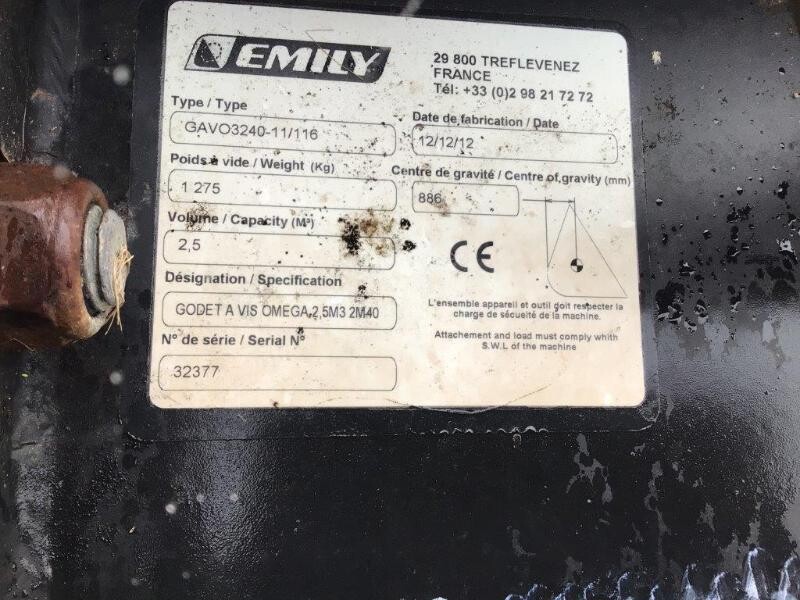 EMILY
29 800 TREFLEVENEZ
FRANCE
Tél: +33 (0)2 98 21 72 72
Type / Type
GAVO3240-11/116
Date de fabrication / Date
12/12/12
Poids à vide / Weight (Kg)
1 275
Centre de gravité / Centre of gravity (mm)
886
Volume / Capacity (M³)
2,5
CE
Désignation / Specification
GODET A VIS OMEGA 2,5M3 2M40
L'ensemble appareil et outil doit respecter la
charge de sécueité de la machine.
Attachement and load must comply whith
S.W.L of the machine
N° de série / Serial N°
32377